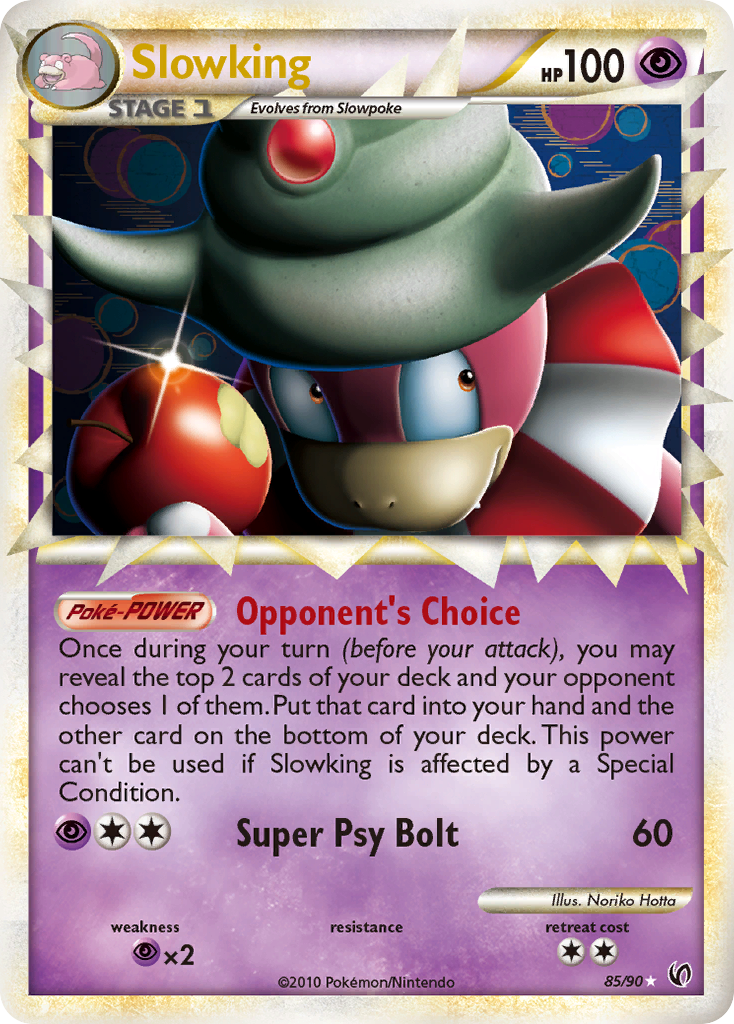 Slowking
HP100
STAGE 1
Evolves from Slowpoke
Poké-POWER Opponent's Choice
Once during your turn (before your attack), you may
reveal the top 2 cards of your deck and your opponent
chooses 1 of them. Put that card into your hand and the
other card on the bottom of your deck. This power
can't be used if Slowking is affected by a Special
Condition.
Super Psy Bolt 60
Illus. Noriko Hotta
weakness resistance retreat cost
×2
©2010 Pokémon/Nintendo 85/90★